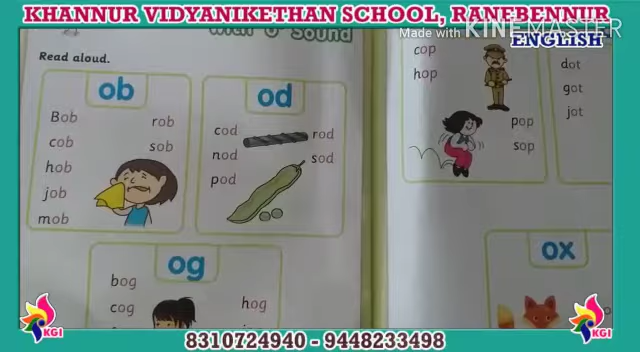 KHANNUR VIDYANIKETHAN SCHOOL, RANEBENNUR
Made with KINEMASTER
ENGLISH
with 'o' Sound
Read aloud.
ob
Bob rob
cob sob
hob
job
mob
od
cod rod
nod sod
pod
og
bog
cog hog
cop
hop
pop
sop
dot
got
jot
ox
KGI
KGI
8310724940 - 9448233498